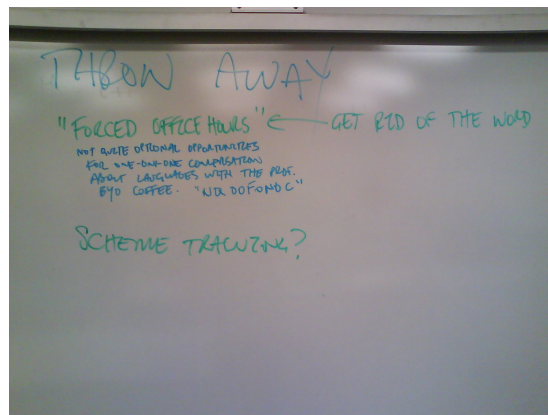 THROW AWAY
"FORCED OFFICE HOURS" ← GET RID OF THE WORD
NOT QUITE OPTIONAL OPPORTUNITIES
FOR ONE-ON-ONE CONVERSATION
ABOUT LANGUAGES WITH THE PROF.
BYO COFFEE.
SCHEME TRAINING?